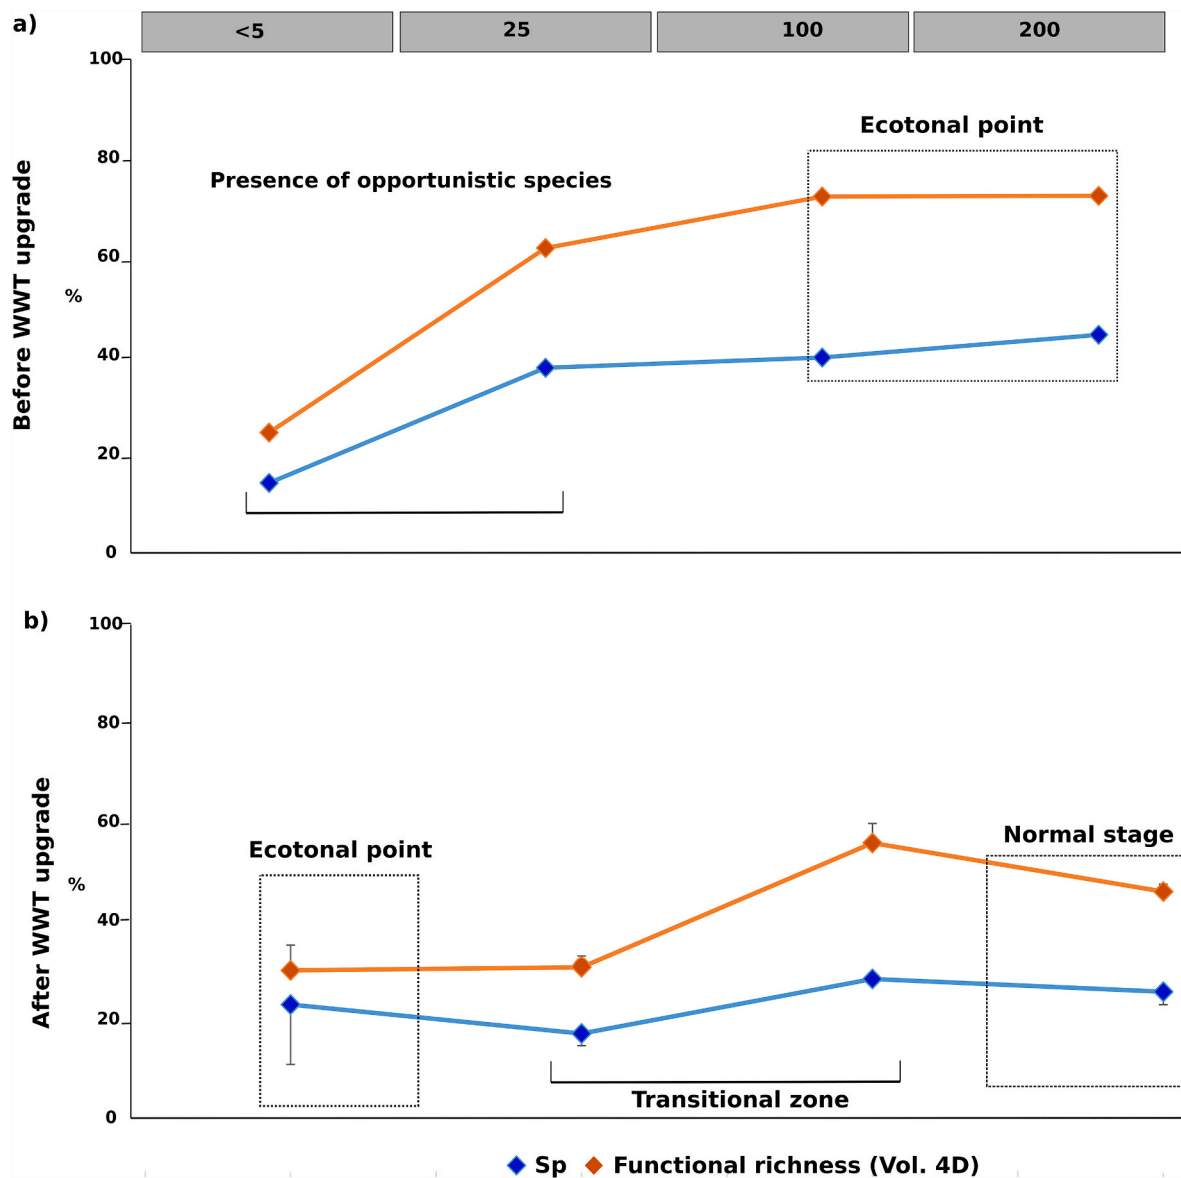 a)
<5 25 100 200
100
Ecotonal point
80
Presence of opportunistic species
60
%
40
20
0
Before WWT upgrade
b)
100
80
60
Normal stage
Ecotonal point
%
40
20
0
Transitional zone
After WWT upgrade
Sp Functional richness (Vol. 4D)